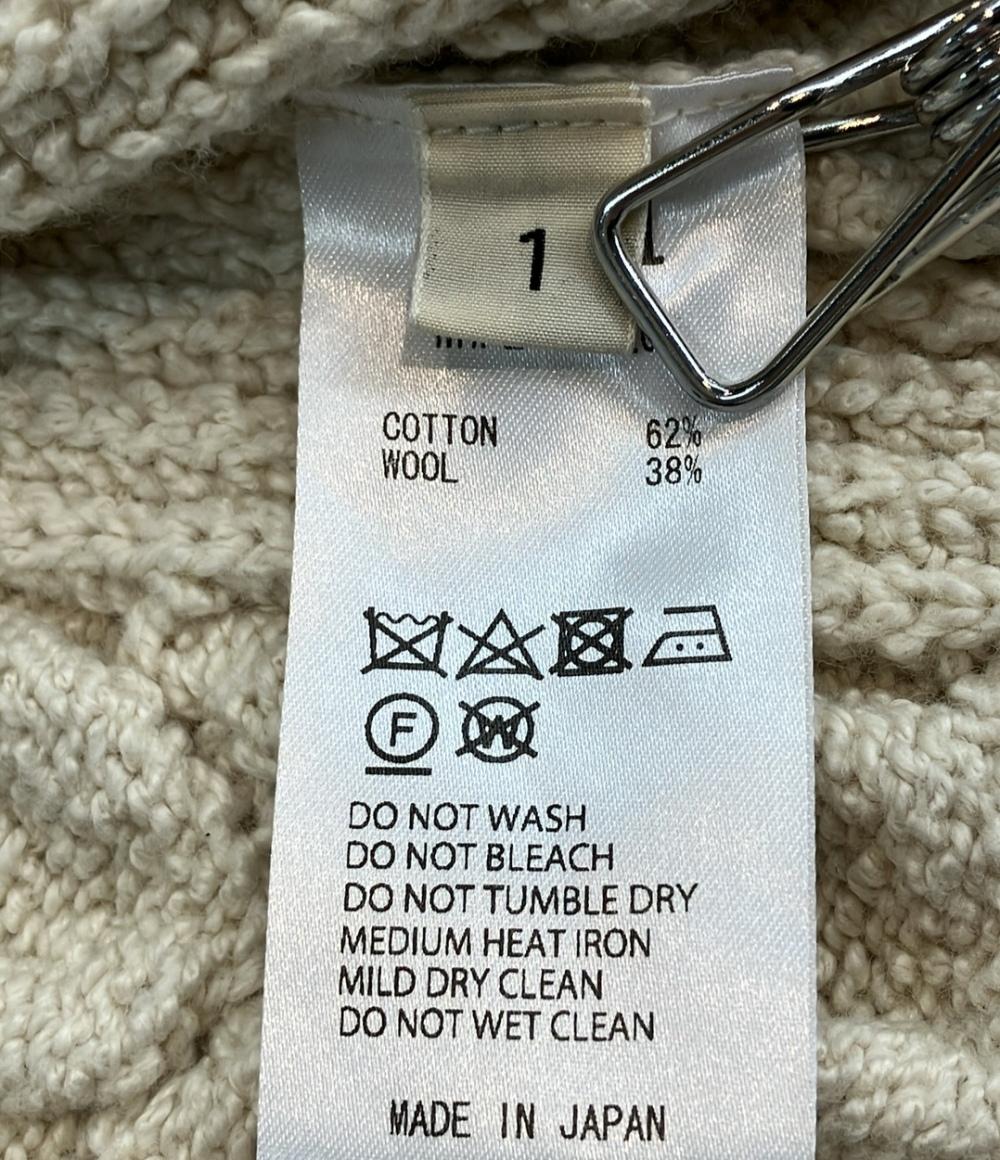 1
COTTON 62%
WOOL 38%
F
W
DO NOT WASH
DO NOT BLEACH
DO NOT TUMBLE DRY
MEDIUM HEAT IRON
MILD DRY CLEAN
DO NOT WET CLEAN
MADE IN JAPAN